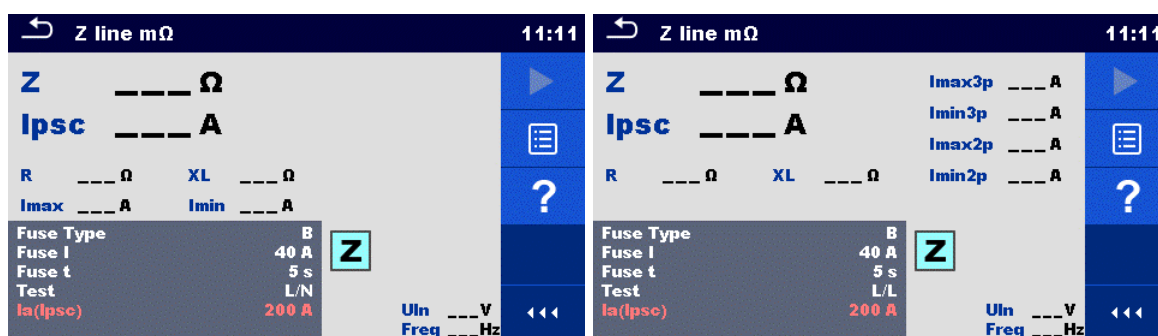 Z line mΩ 11:11
Z ___ Ω
Ipsc ___ A
R ___ Ω XL ___ Ω
Imax ___ A Imin ___ A
Fuse Type B
Fuse I 40 A
Fuse t 5 s
Test L/N
Ia(Ipsc) 200 A
Z
Uln ___V
Freq ___Hz
?
Z line mΩ 11:11
Z ___ Ω
Ipsc ___ A
Imax3p ___ A
Imin3p ___ A
Imax2p ___ A
Imin2p ___ A
R ___ Ω XL ___ Ω
Fuse Type B
Fuse I 40 A
Fuse t 5 s
Test L/L
Ia(Ipsc) 200 A
Z
Uln ___V
Freq ___Hz
?